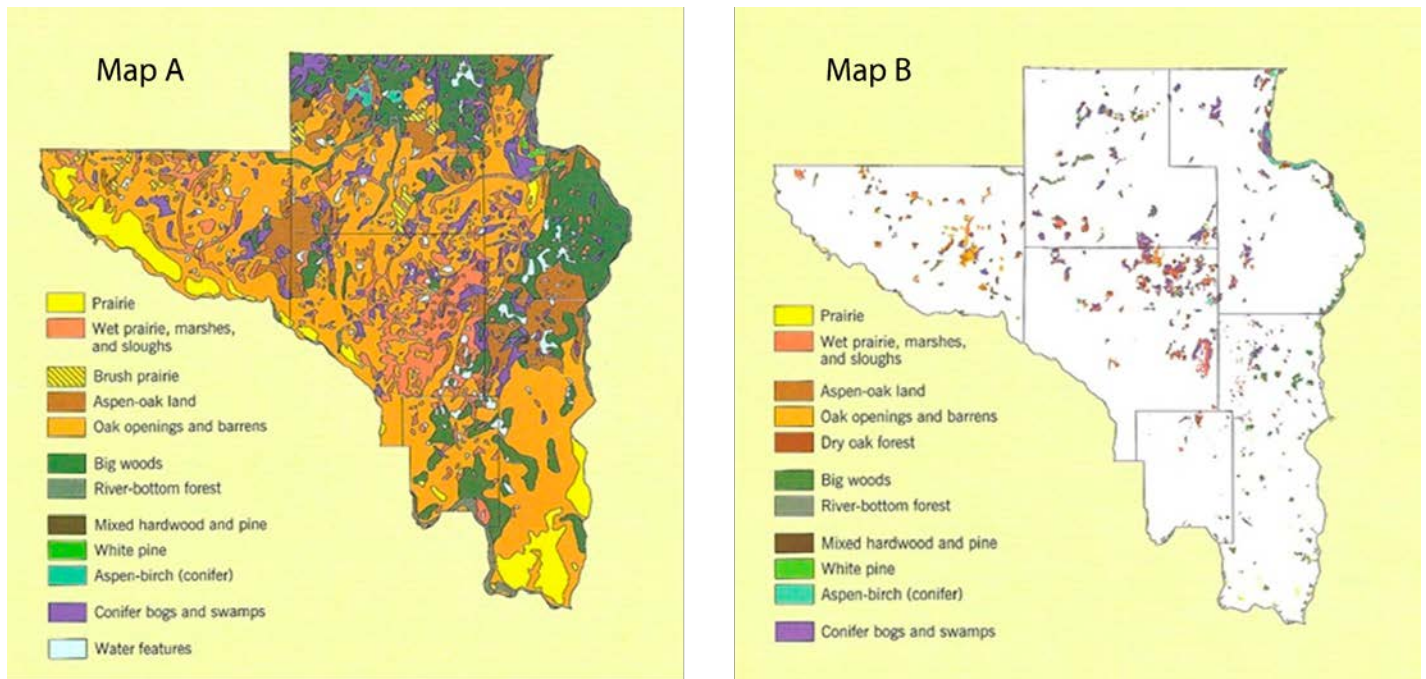 Map A
Prairie
Wet prairie, marshes,
and sloughs
Brush prairie
Aspen-oak land
Oak openings and barrens
Big woods
River-bottom forest
Mixed hardwood and pine
White pine
Aspen-birch (conifer)
Conifer bogs and swamps
Water features
Map B
Prairie
Wet prairie, marshes,
and sloughs
Aspen-oak land
Oak openings and barrens
Dry oak forest
Big woods
River-bottom forest
Mixed hardwood and pine
White pine
Aspen-birch (conifer)
Conifer bogs and swamps